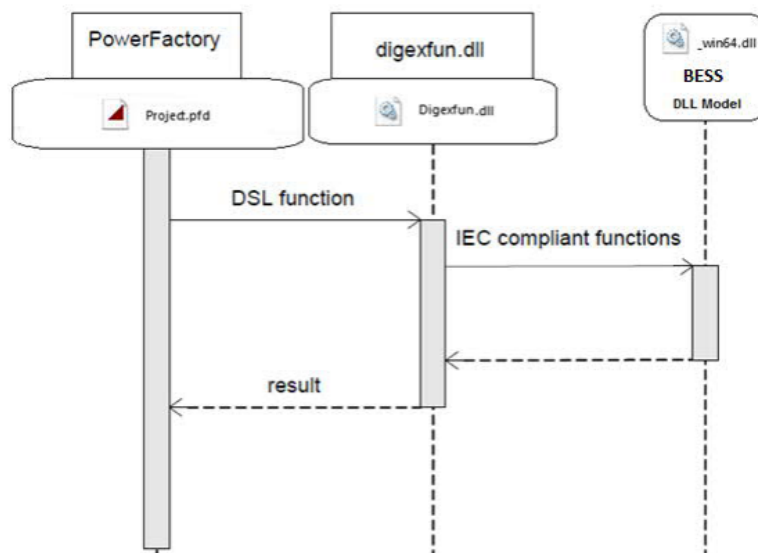 PowerFactory
Project.pfd
digexfun.dll
Digexfun.dll
_win64.dll
BESS
DLL Model
DSL function
IEC compliant functions
result